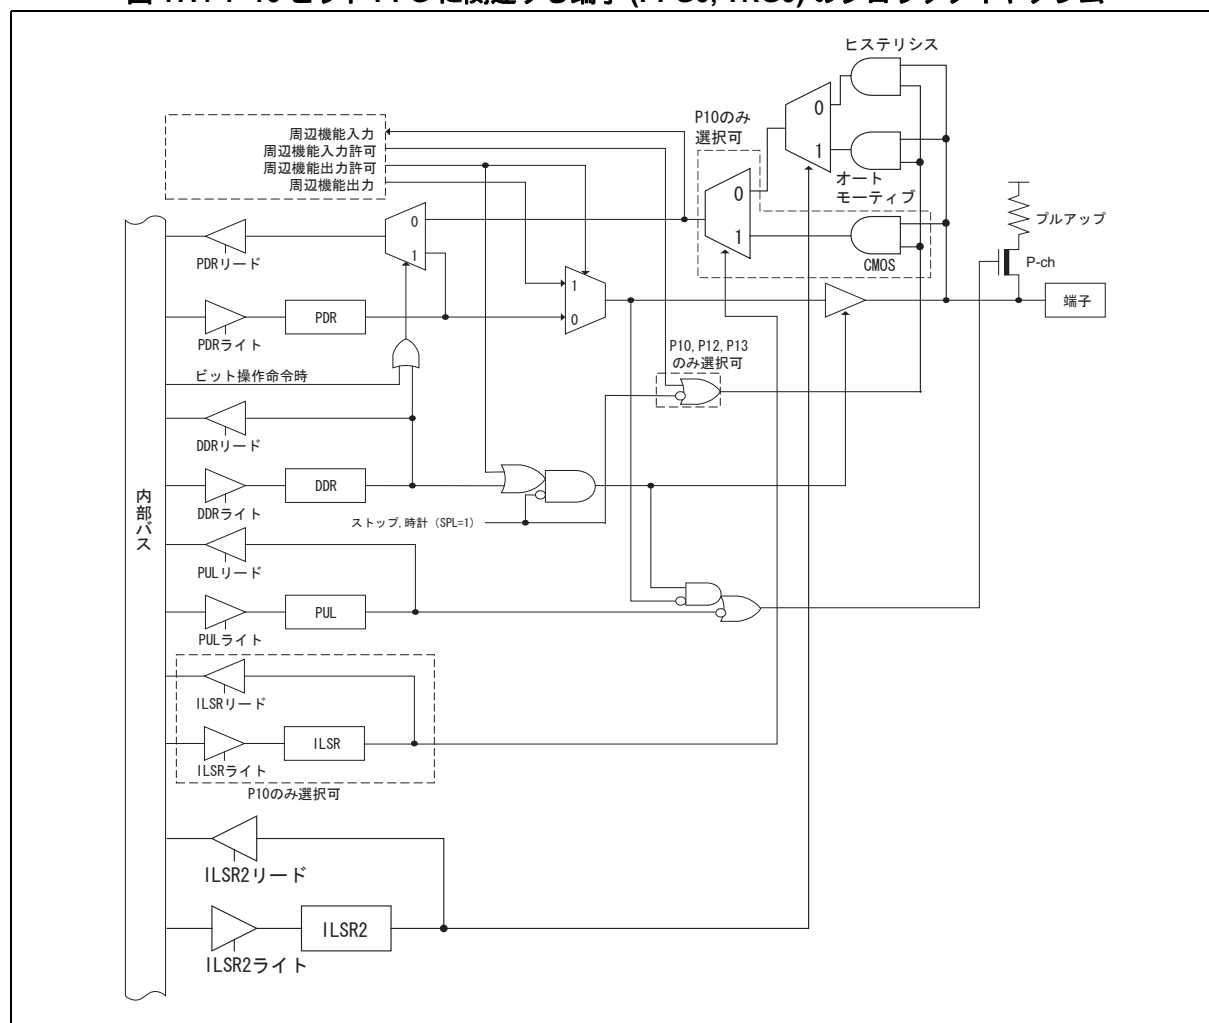 ヒステリシス
0
1
オート
モーティブ
P10のみ
選択可
0
1
CMOS
周辺機能入力
周辺機能入力許可
周辺機能出力許可
周辺機能出力
プルアップ
P-ch
端子
0
1
PDRリード
1
0
PDR
PDRライト
ビット操作命令時
P10, P12, P13
のみ選択可
DDRリード
DDR
DDRライト
ストップ, 時計 (SPL=1)
内部バス
PULリード
PUL
PULライト
ILSRリード
ILSR
ILSRライト
P10のみ選択可
ILSR2リード
ILSR2
ILSR2ライト